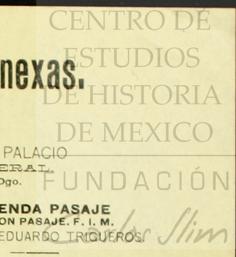 CENTRO DE
ESTUDIOS
nexas.
DE HISTORIA
DE MEXICO
PALACIO
ERAL.
Dgo.
FUNDACIÓN
ENDA PASAJE
ON PASAJE. F. I. M.
EDUARDO TRIGUEROS.
Carlos Slim